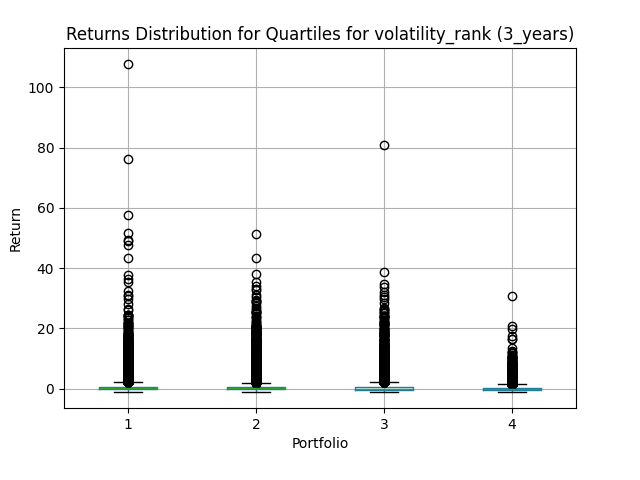 Returns Distribution for Quartiles for volatility_rank (3_years)
100
80
60
40
20
0
Return
1 2 3 4
Portfolio